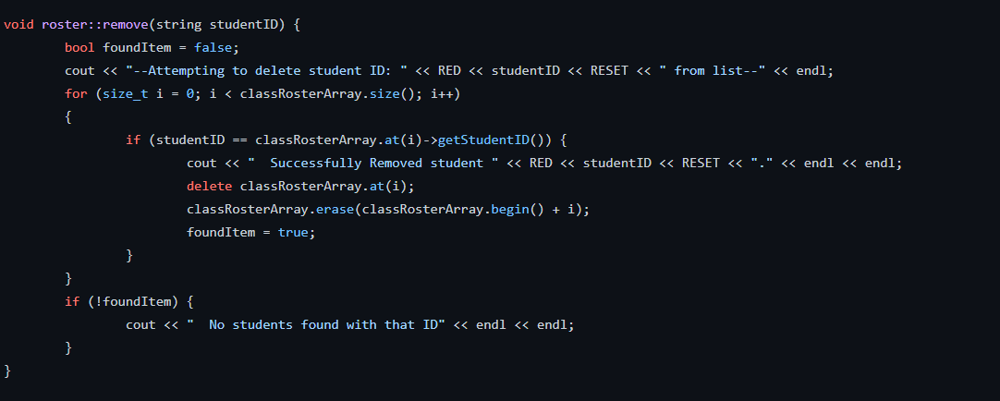 void roster::remove(string studentID) {
bool foundItem = false;
cout << "--Attempting to delete student ID: " << RED << studentID << RESET << " from list--" << endl;
for (size_t i = 0; i < classRosterArray.size(); i++)
{
if (studentID == classRosterArray.at(i)->getStudentID()) {
cout << "  Successfully Removed student " << RED << studentID << RESET << "." << endl << endl;
delete classRosterArray.at(i);
classRosterArray.erase(classRosterArray.begin() + i);
foundItem = true;
}
}
if (!foundItem) {
cout << "  No students found with that ID" << endl << endl;
}
}